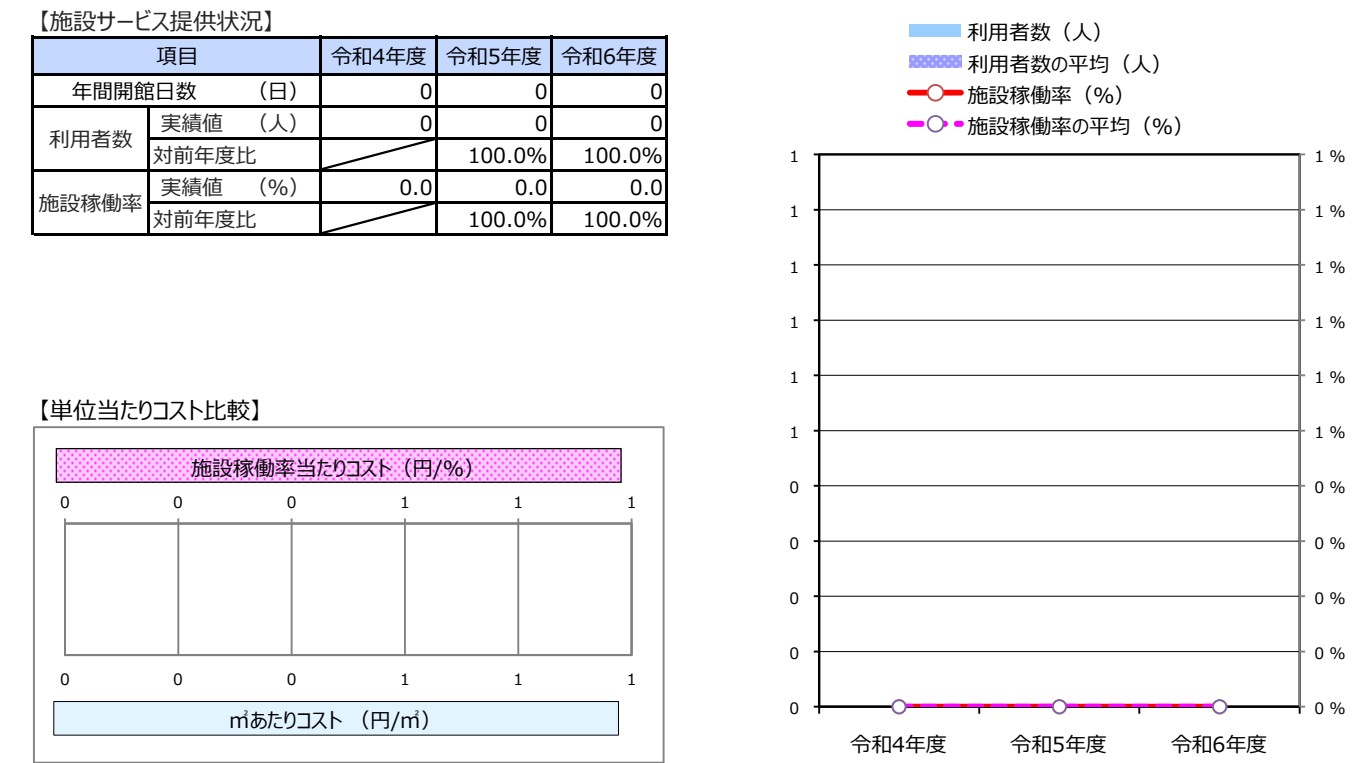 【施設サービス提供状況】
項目 令和4年度 令和5年度 令和6年度
年間開館日数 （日） 0 0 0
利用者数 実績値 （人） 0 0 0
対前年度比 100.0% 100.0%
施設稼働率 実績値 （%） 0.0 0.0 0.0
対前年度比 100.0% 100.0%
【単位当たりコスト比較】
施設稼働率当たりコスト（円/%）
0 0 0 1 1 1
0 0 0 1 1 1
㎡あたりコスト （円/㎡）
利用者数（人）
利用者数の平均（人）
施設稼働率（%）
施設稼働率の平均（%）
1 1 %
1 1 %
1 1 %
1 1 %
1 1 %
1 1 %
0 0 %
0 0 %
0 0 %
0 0 %
0 0 %
令和4年度 令和5年度 令和6年度